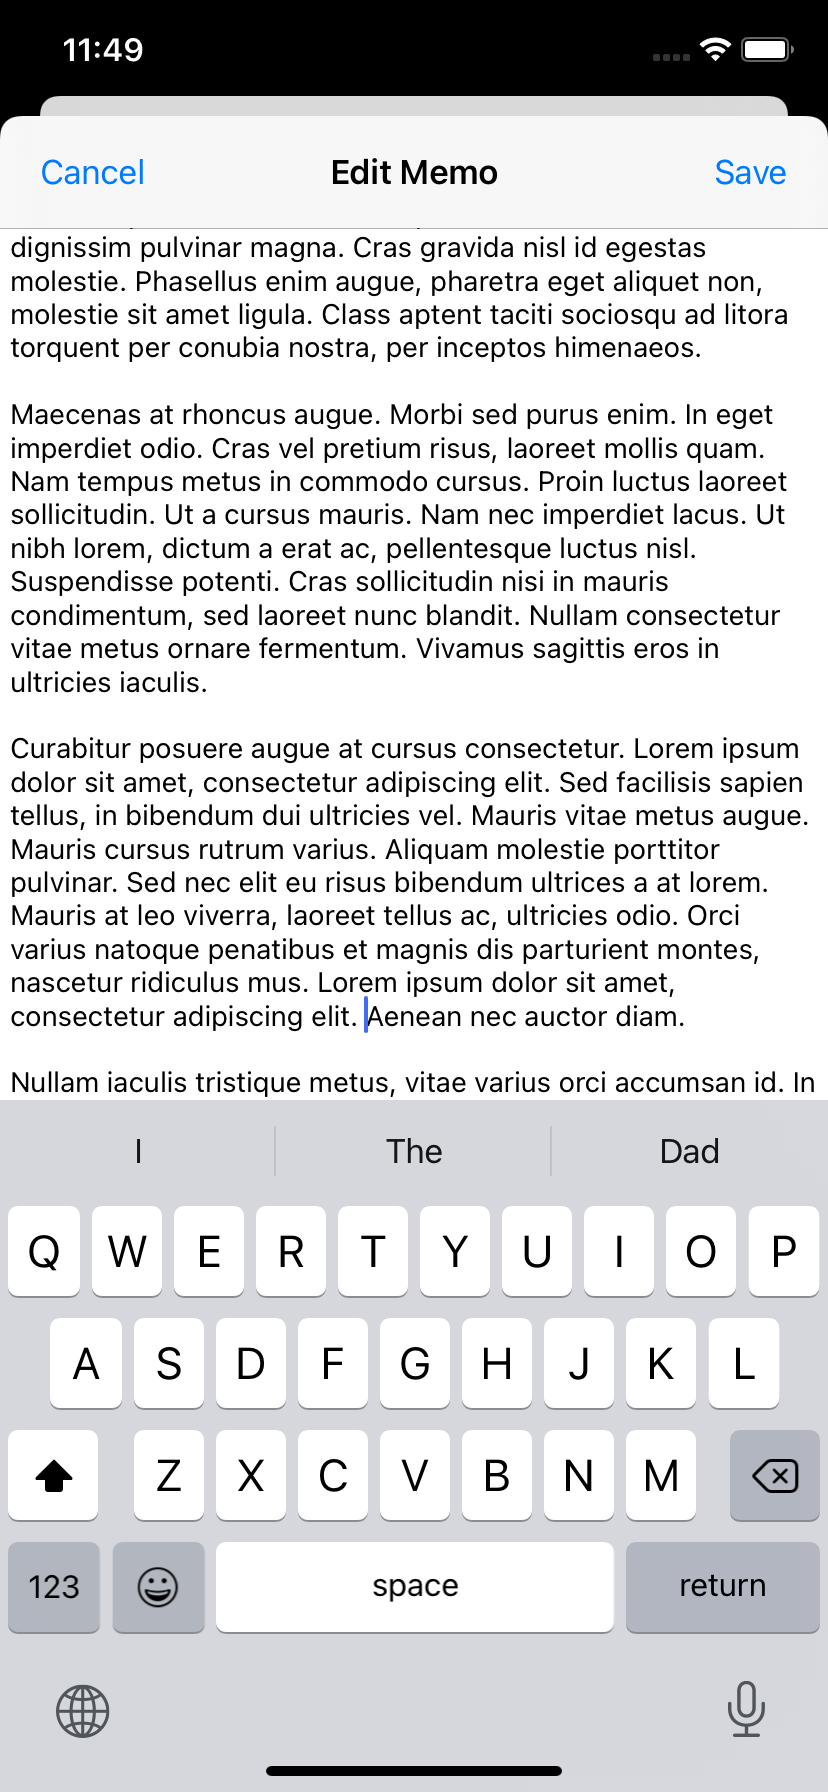 11:49
Cancel Edit Memo Save
dignissim pulvinar magna. Cras gravida nisl id egestas
molestie. Phasellus enim augue, pharetra eget aliquet non,
molestie sit amet ligula. Class aptent taciti sociosqu ad litora
torquent per conubia nostra, per inceptos himenaeos.
Maecenas at rhoncus augue. Morbi sed purus enim. In eget
imperdiet odio. Cras vel pretium risus, laoreet mollis quam.
Nam tempus metus in commodo cursus. Proin luctus laoreet
sollicitudin. Ut a cursus mauris. Nam nec imperdiet lacus. Ut
nibh lorem, dictum a erat ac, pellentesque luctus nisl.
Suspendisse potenti. Cras sollicitudin nisi in mauris
condimentum, sed laoreet nunc blandit. Nullam consectetur
vitae metus ornare fermentum. Vivamus sagittis eros in
ultricies iaculis.
Curabitur posuere augue at cursus consectetur. Lorem ipsum
dolor sit amet, consectetur adipiscing elit. Sed facilisis sapien
tellus, in bibendum dui ultricies vel. Mauris vitae metus augue.
Mauris cursus rutrum varius. Aliquam molestie porttitor
pulvinar. Sed nec elit eu risus bibendum ultrices a at lorem.
Mauris at leo viverra, laoreet tellus ac, ultricies odio. Orci
varius natoque penatibus et magnis dis parturient montes,
nascetur ridiculus mus. Lorem ipsum dolor sit amet,
consectetur adipiscing elit. Aenean nec auctor diam.
Nullam iaculis tristique metus, vitae varius orci accumsan id. In
I The Dad
Q W E R T Y U I O P
A S D F G H J K L
Z X C V B N M
123 space return